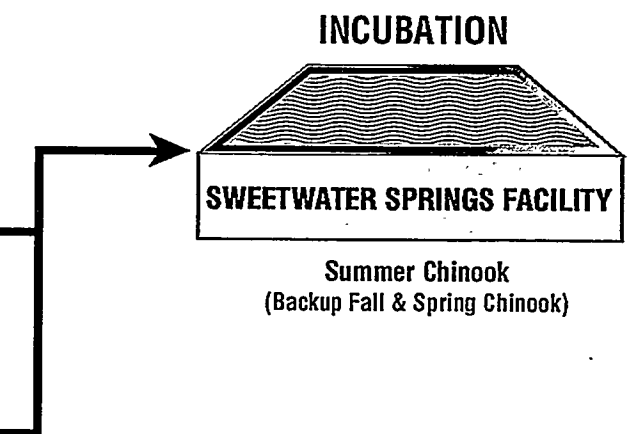 INCUBATION
SWEETWATER SPRINGS FACILITY
Summer Chinook
(Backup Fall & Spring Chinook)